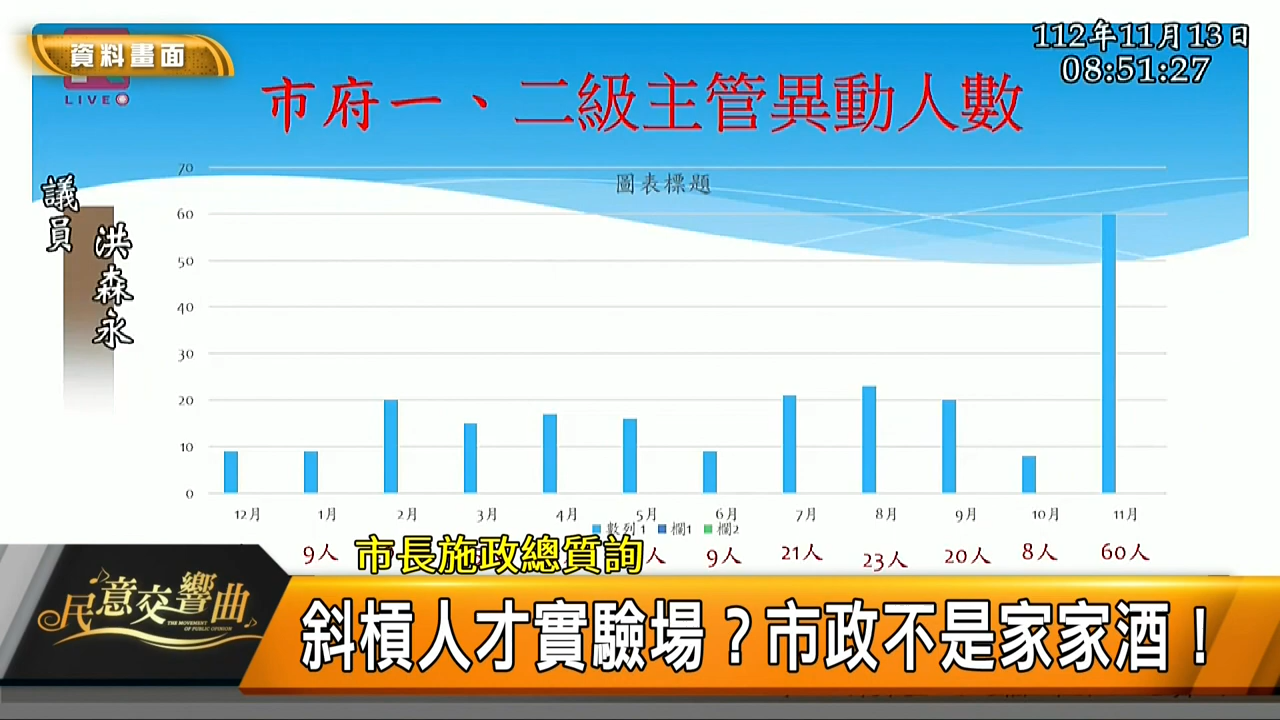 資料畫面
LIVE
112年11月13日
08:51:27
市府一、二級主管異動人數
議員
洪森永
圖表標題
70
60
50
40
30
20
10
0
12月 1月 2月 3月 4月 5月 6月 7月 8月 9月 10月 11月
數列1 欄1 欄2
9人 人 9人 21人 23人 20人 8人 60人
市長施政總質詢
民意交響曲
THE MOVEMENT
OF PUBLIC OPINION
斜槓人才實驗場？市政不是家家酒！